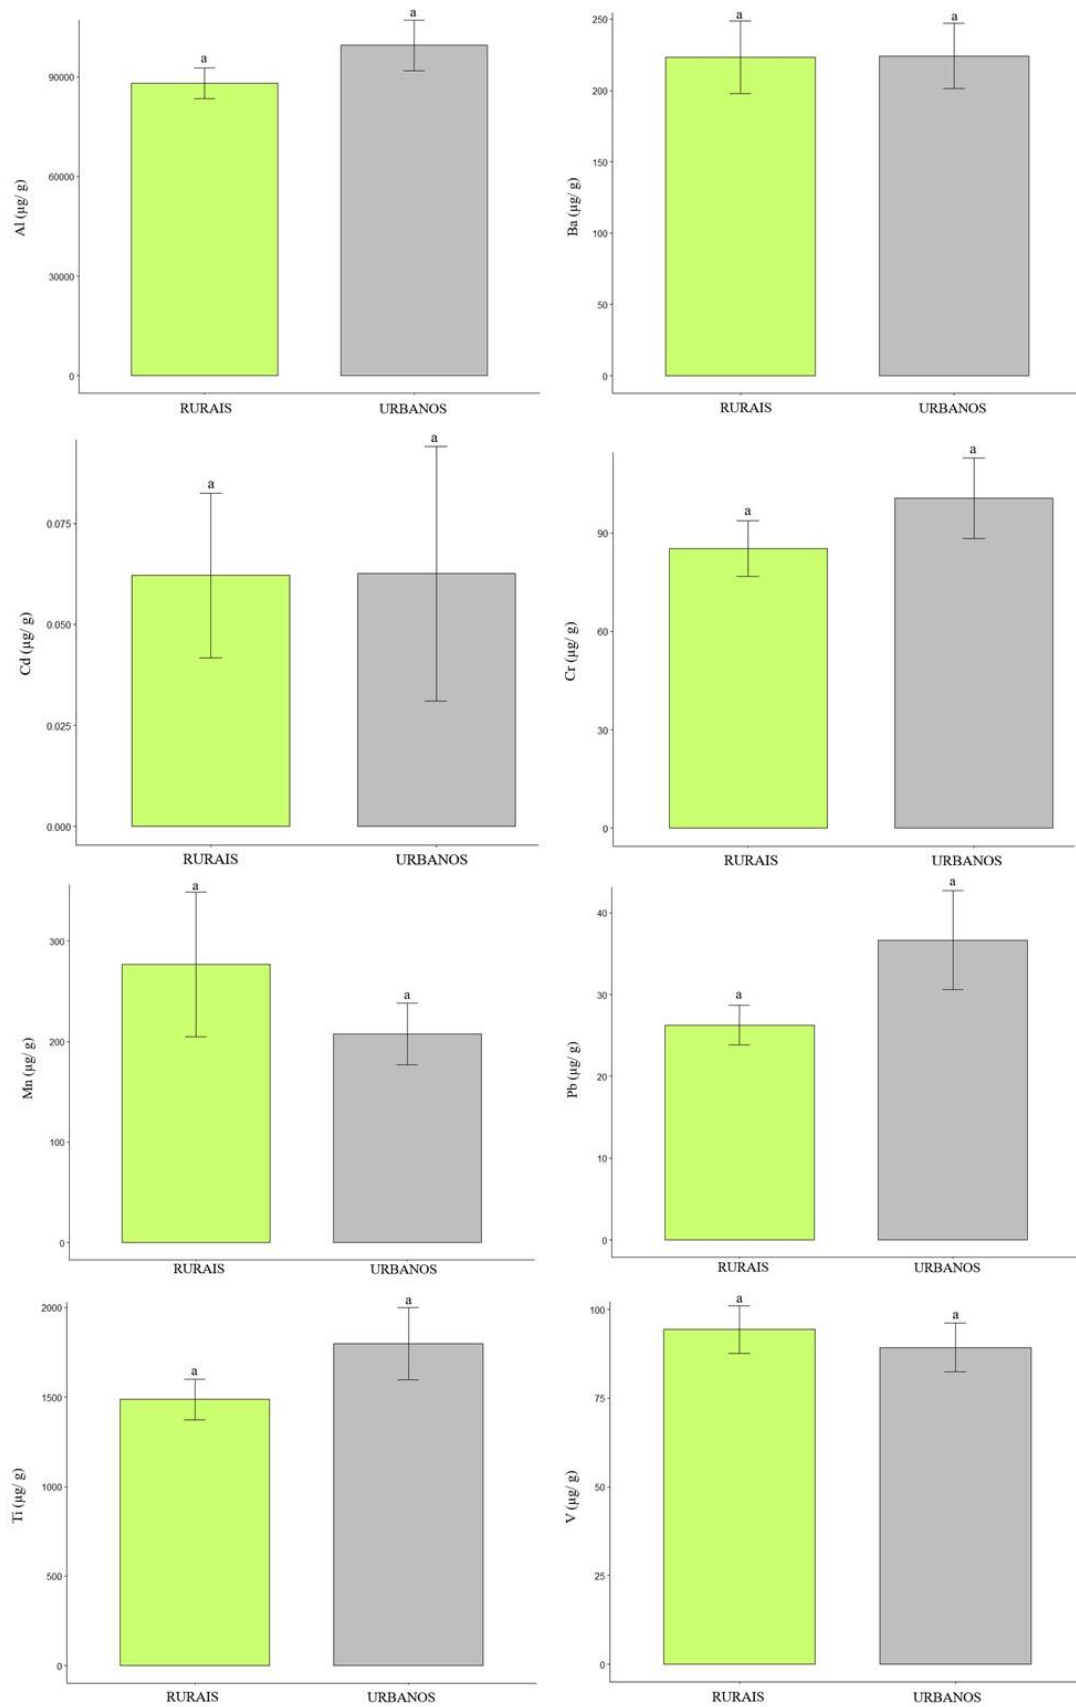 a
a
90000
60000
30000
0
Al (µg/ g)
RURAIS
URBANOS
a
a
250
200
150
100
50
0
Ba (µg/ g)
RURAIS
URBANOS
a
a
0.075
0.050
0.025
0.000
Cd (µg/ g)
RURAIS
URBANOS
a
a
90
60
30
0
Cr (µg/ g)
RURAIS
URBANOS
a
a
300
200
100
0
Mn (µg/ g)
RURAIS
URBANOS
a
a
40
30
20
10
0
Pb (µg/ g)
RURAIS
URBANOS
a
a
2000
1500
1000
500
0
Ti (µg/ g)
RURAIS
URBANOS
a
a
100
75
50
25
0
V (µg/ g)
RURAIS
URBANOS